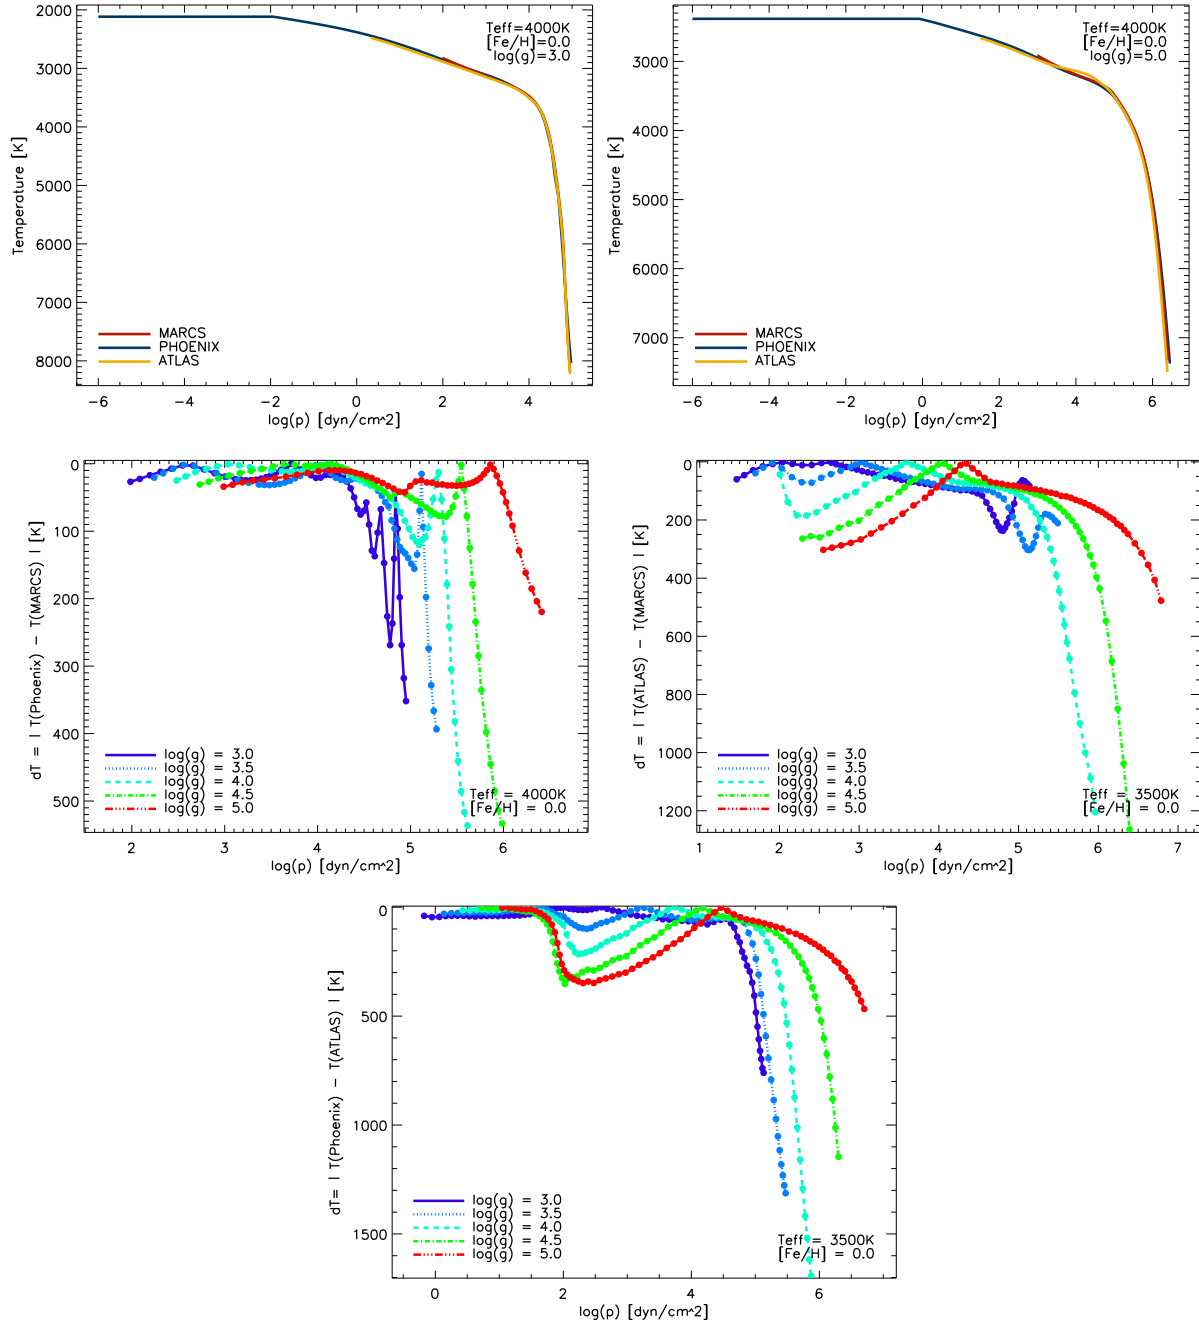 Teff=4000K
[Fe/H]=0.0
log(g)=3.0
2000
3000
4000
5000
6000
7000
8000
Temperature [K]
MARCS
PHOENIX
ATLAS
-6 -4 -2 0 2 4
log(p) [dyn/cm^2]
Teff=4000K
[Fe/H]=0.0
log(g)=5.0
3000
4000
5000
6000
7000
Temperature [K]
MARCS
PHOENIX
ATLAS
-6 -4 -2 0 2 4 6
log(p) [dyn/cm^2]
0
100
200
300
400
500
dT = | T(Phoenix) - T(MARCS) | [K]
log(g) = 3.0
log(g) = 3.5
log(g) = 4.0
log(g) = 4.5
log(g) = 5.0
Teff = 4000K
[Fe/H] = 0.0
2 3 4 5 6
log(p) [dyn/cm^2]
0
200
400
600
800
1000
1200
dT = | T(ATLAS) - T(MARCS) | [K]
log(g) = 3.0
log(g) = 3.5
log(g) = 4.0
log(g) = 4.5
log(g) = 5.0
Teff = 3500K
[Fe/H] = 0.0
1 2 3 4 5 6 7
log(p) [dyn/cm^2]
0
500
1000
1500
dT= | T(Phoenix) - T(ATLAS) | [K]
log(g) = 3.0
log(g) = 3.5
log(g) = 4.0
log(g) = 4.5
log(g) = 5.0
Teff = 3500K
[Fe/H] = 0.0
0 2 4 6
log(p) [dyn/cm^2]